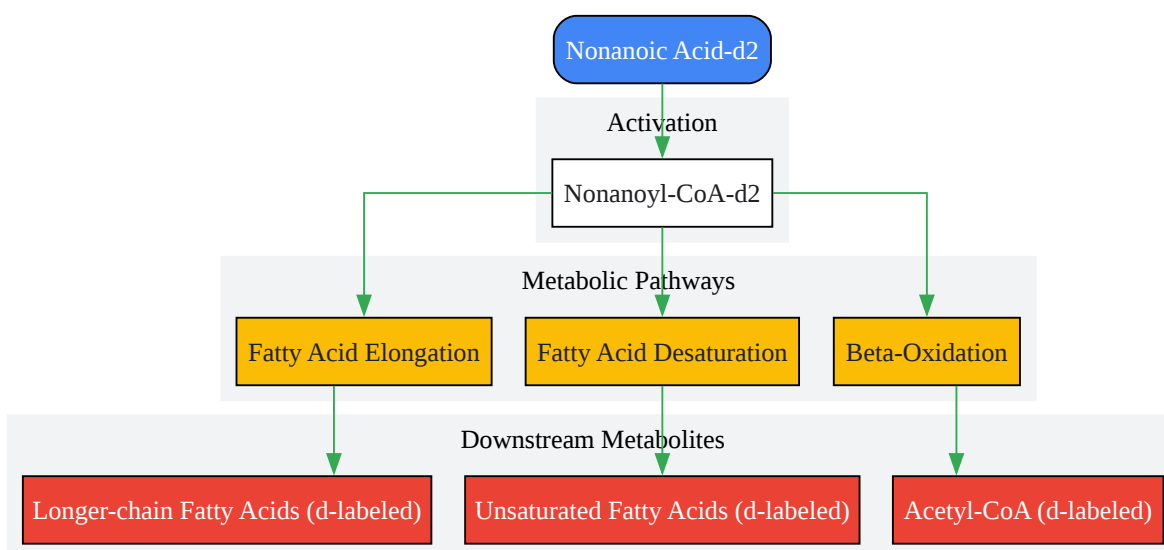 Nonanoic Acid-d2
Activation
Nonanoyl-CoA-d2
Metabolic Pathways
Fatty Acid Elongation
Fatty Acid Desaturation
Beta-Oxidation
Downstream Metabolites
Longer-chain Fatty Acids (d-labeled)
Unsaturated Fatty Acids (d-labeled)
Acetyl-CoA (d-labeled)